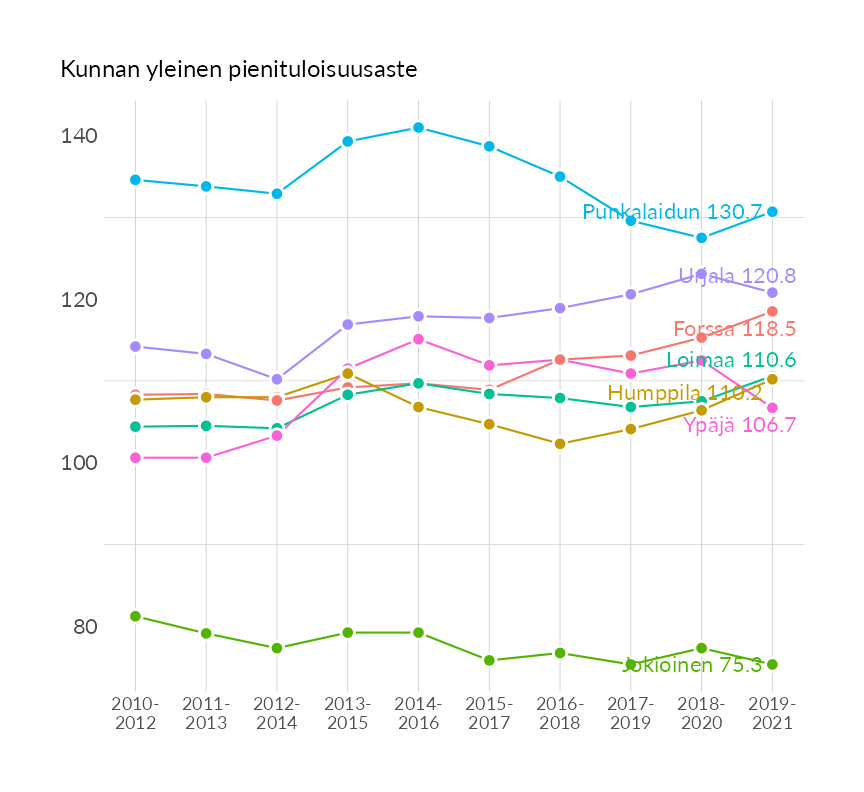 Kunnan yleinen pienituloisuusaste
140
Punkalaidun 130.7
Urjala 120.8
120
Forssa 118.5
Loimaa 110.6
Humppila 110.2
Ypäjä 106.7
100
80
Jokioinen 75.3
2010- 2011- 2012- 2013- 2014- 2015- 2016- 2017- 2018- 2019-
2012 2013 2014 2015 2016 2017 2018 2019 2020 2021